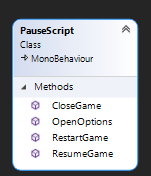 PauseScript
Class
MonoBehaviour
Methods
CloseGame
OpenOptions
RestartGame
ResumeGame